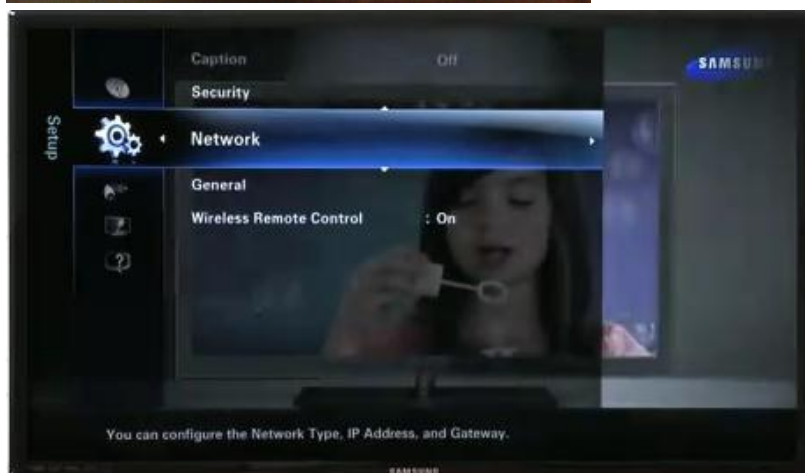 Caption Off
SAMSUN
Security
Setup
Network
General
Wireless Remote Control : On
You can configure the Network Type, IP Address, and Gateway.
SAMSUNG